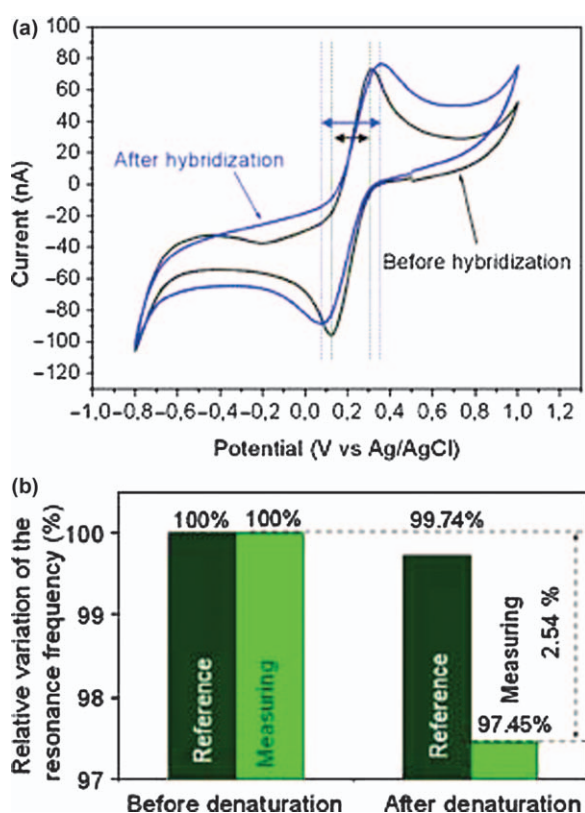 (a)
100
80
60
40
20
0
−20
−40
−60
−80
−100
−120
Current (nA)
After hybridization
Before hybridization
−1,0 −0,8 −0,6 −0,4 −0,2 0,0 0,2 0,4 0,6 0,8 1,0 1,2
Potential (V vs Ag/AgCl)
(b)
Relative variation of the
resonance frequency (%)
100
99
98
97
100% 100% 99.74%
Reference
Measuring
Reference
Measuring
2.54 %
97.45%
Before denaturation After denaturation